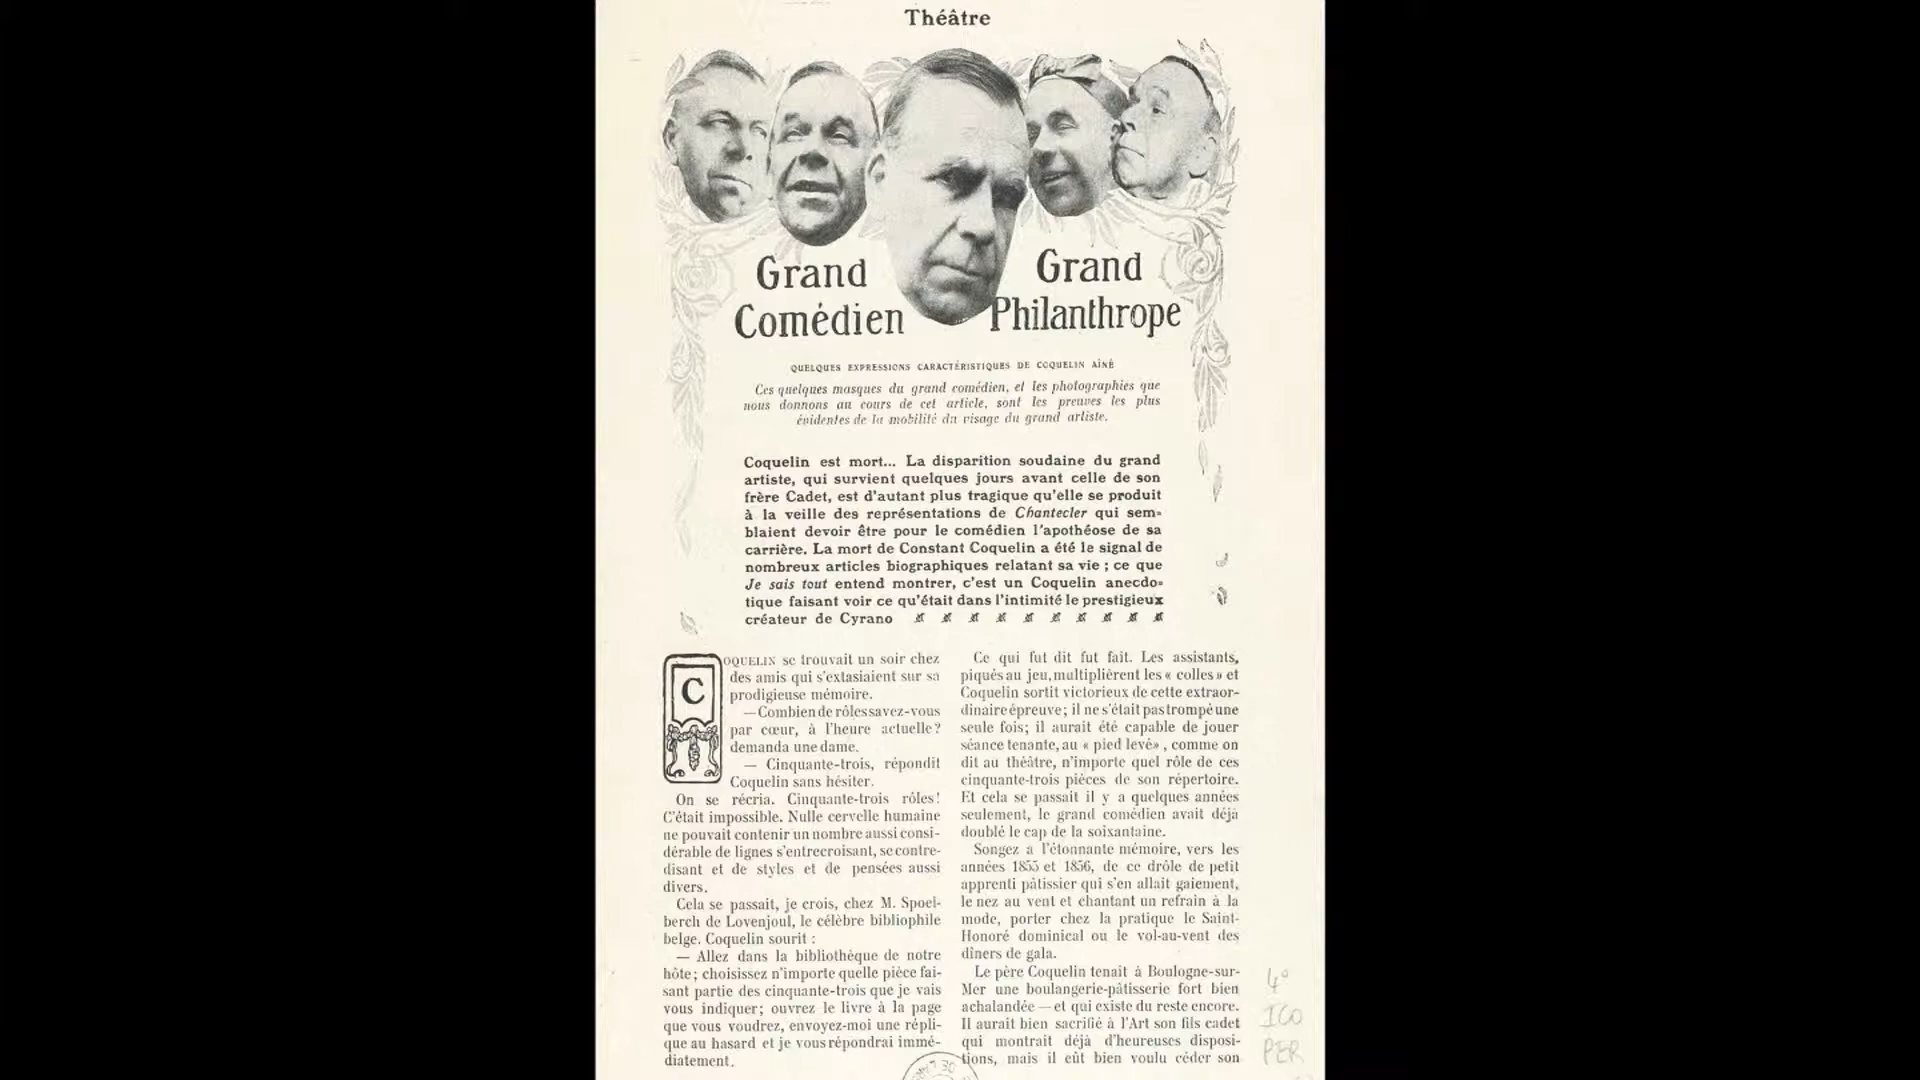 Théâtre
Grand
Comédien
Grand
Philanthrope
QUELQUES EXPRESSIONS CARACTÉRISTIQUES DE COQUELIN AÎNÉ
Ces quelques masques du grand comédien, et les photographies que
nous donnons au cours de cet article, sont les preuves les plus
évidentes de la mobilité du visage du grand artiste.
Coquelin est mort... La disparition soudaine du grand
artiste, qui survient quelques jours avant celle de son
frère Cadet, est d'autant plus tragique qu'elle se produit
à la veille des représentations de Chantecler qui sem-
blaient devoir être pour le comédien l'apothéose de sa
carrière. La mort de Constant Coquelin a été le signal de
nombreux articles biographiques relatant sa vie ; ce que
Je sais tout entend montrer, c'est un Coquelin anecdo-
tique faisant voir ce qu'était dans l'intimité le prestigieux
créateur de Cyrano
COQUELIN se trouvait un soir chez
des amis qui s'extasiaient sur sa
prodigieuse mémoire.
— Combien de rôles savez-vous
par cœur, à l'heure actuelle?
demanda une dame.
— Cinquante-trois, répondit
Coquelin sans hésiter.
On se récria. Cinquante-trois rôles!
C'était impossible. Nulle cervelle humaine
ne pouvait contenir un nombre aussi consi-
dérable de lignes s'entrecroisant, se contre-
disant et de styles et de pensées aussi
divers.
Cela se passait, je crois, chez M. Spoel-
berch de Lovenjoul, le célèbre bibliophile
belge. Coquelin sourit :
— Allez dans la bibliothèque de notre
hôte; choisissez n'importe quelle pièce fai-
sant partie des cinquante-trois que je vais
vous indiquer; ouvrez le livre à la page
que vous voudrez, envoyez-moi une répli-
que au hasard et je vous répondrai immé-
diatement.
Ce qui fut dit fut fait. Les assistants,
piqués au jeu, multiplièrent les « colles » et
Coquelin sortit victorieux de cette extraor-
dinaire épreuve; il ne s'était pas trompé une
seule fois; il aurait été capable de jouer
séance tenante, au « pied levé », comme on
dit au théâtre, n'importe quel rôle de ces
cinquante-trois pièces de son répertoire.
Et cela se passait il y a quelques années
seulement, le grand comédien avait déjà
doublé le cap de la soixantaine.
Songez à l'étonnante mémoire, vers les
années 1855 et 1856, de ce drôle de petit
apprenti pâtissier qui s'en allait gaiement,
le nez au vent et chantant un refrain à la
mode, porter chez la pratique le Saint-
Honoré dominical ou le vol-au-vent des
dîners de gala.
Le père Coquelin tenait à Boulogne-sur-
Mer une boulangerie-pâtisserie fort bien
achalandée — et qui existe du reste encore.
Il aurait bien sacrifié à l'Art son fils cadet
qui montrait déjà d'heureuses disposi-
tions, mais il eût bien voulu céder son
4°
ICO
PER